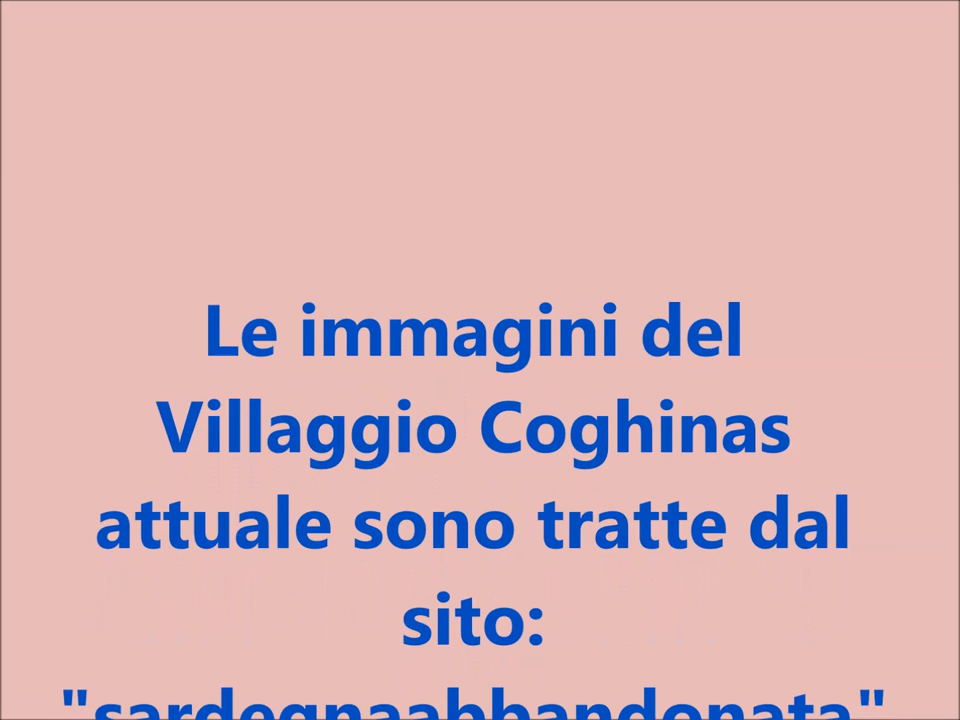 Le immagini del
Villaggio Coghinas
attuale sono tratte dal
sito:
"sardegnaabbandonata"